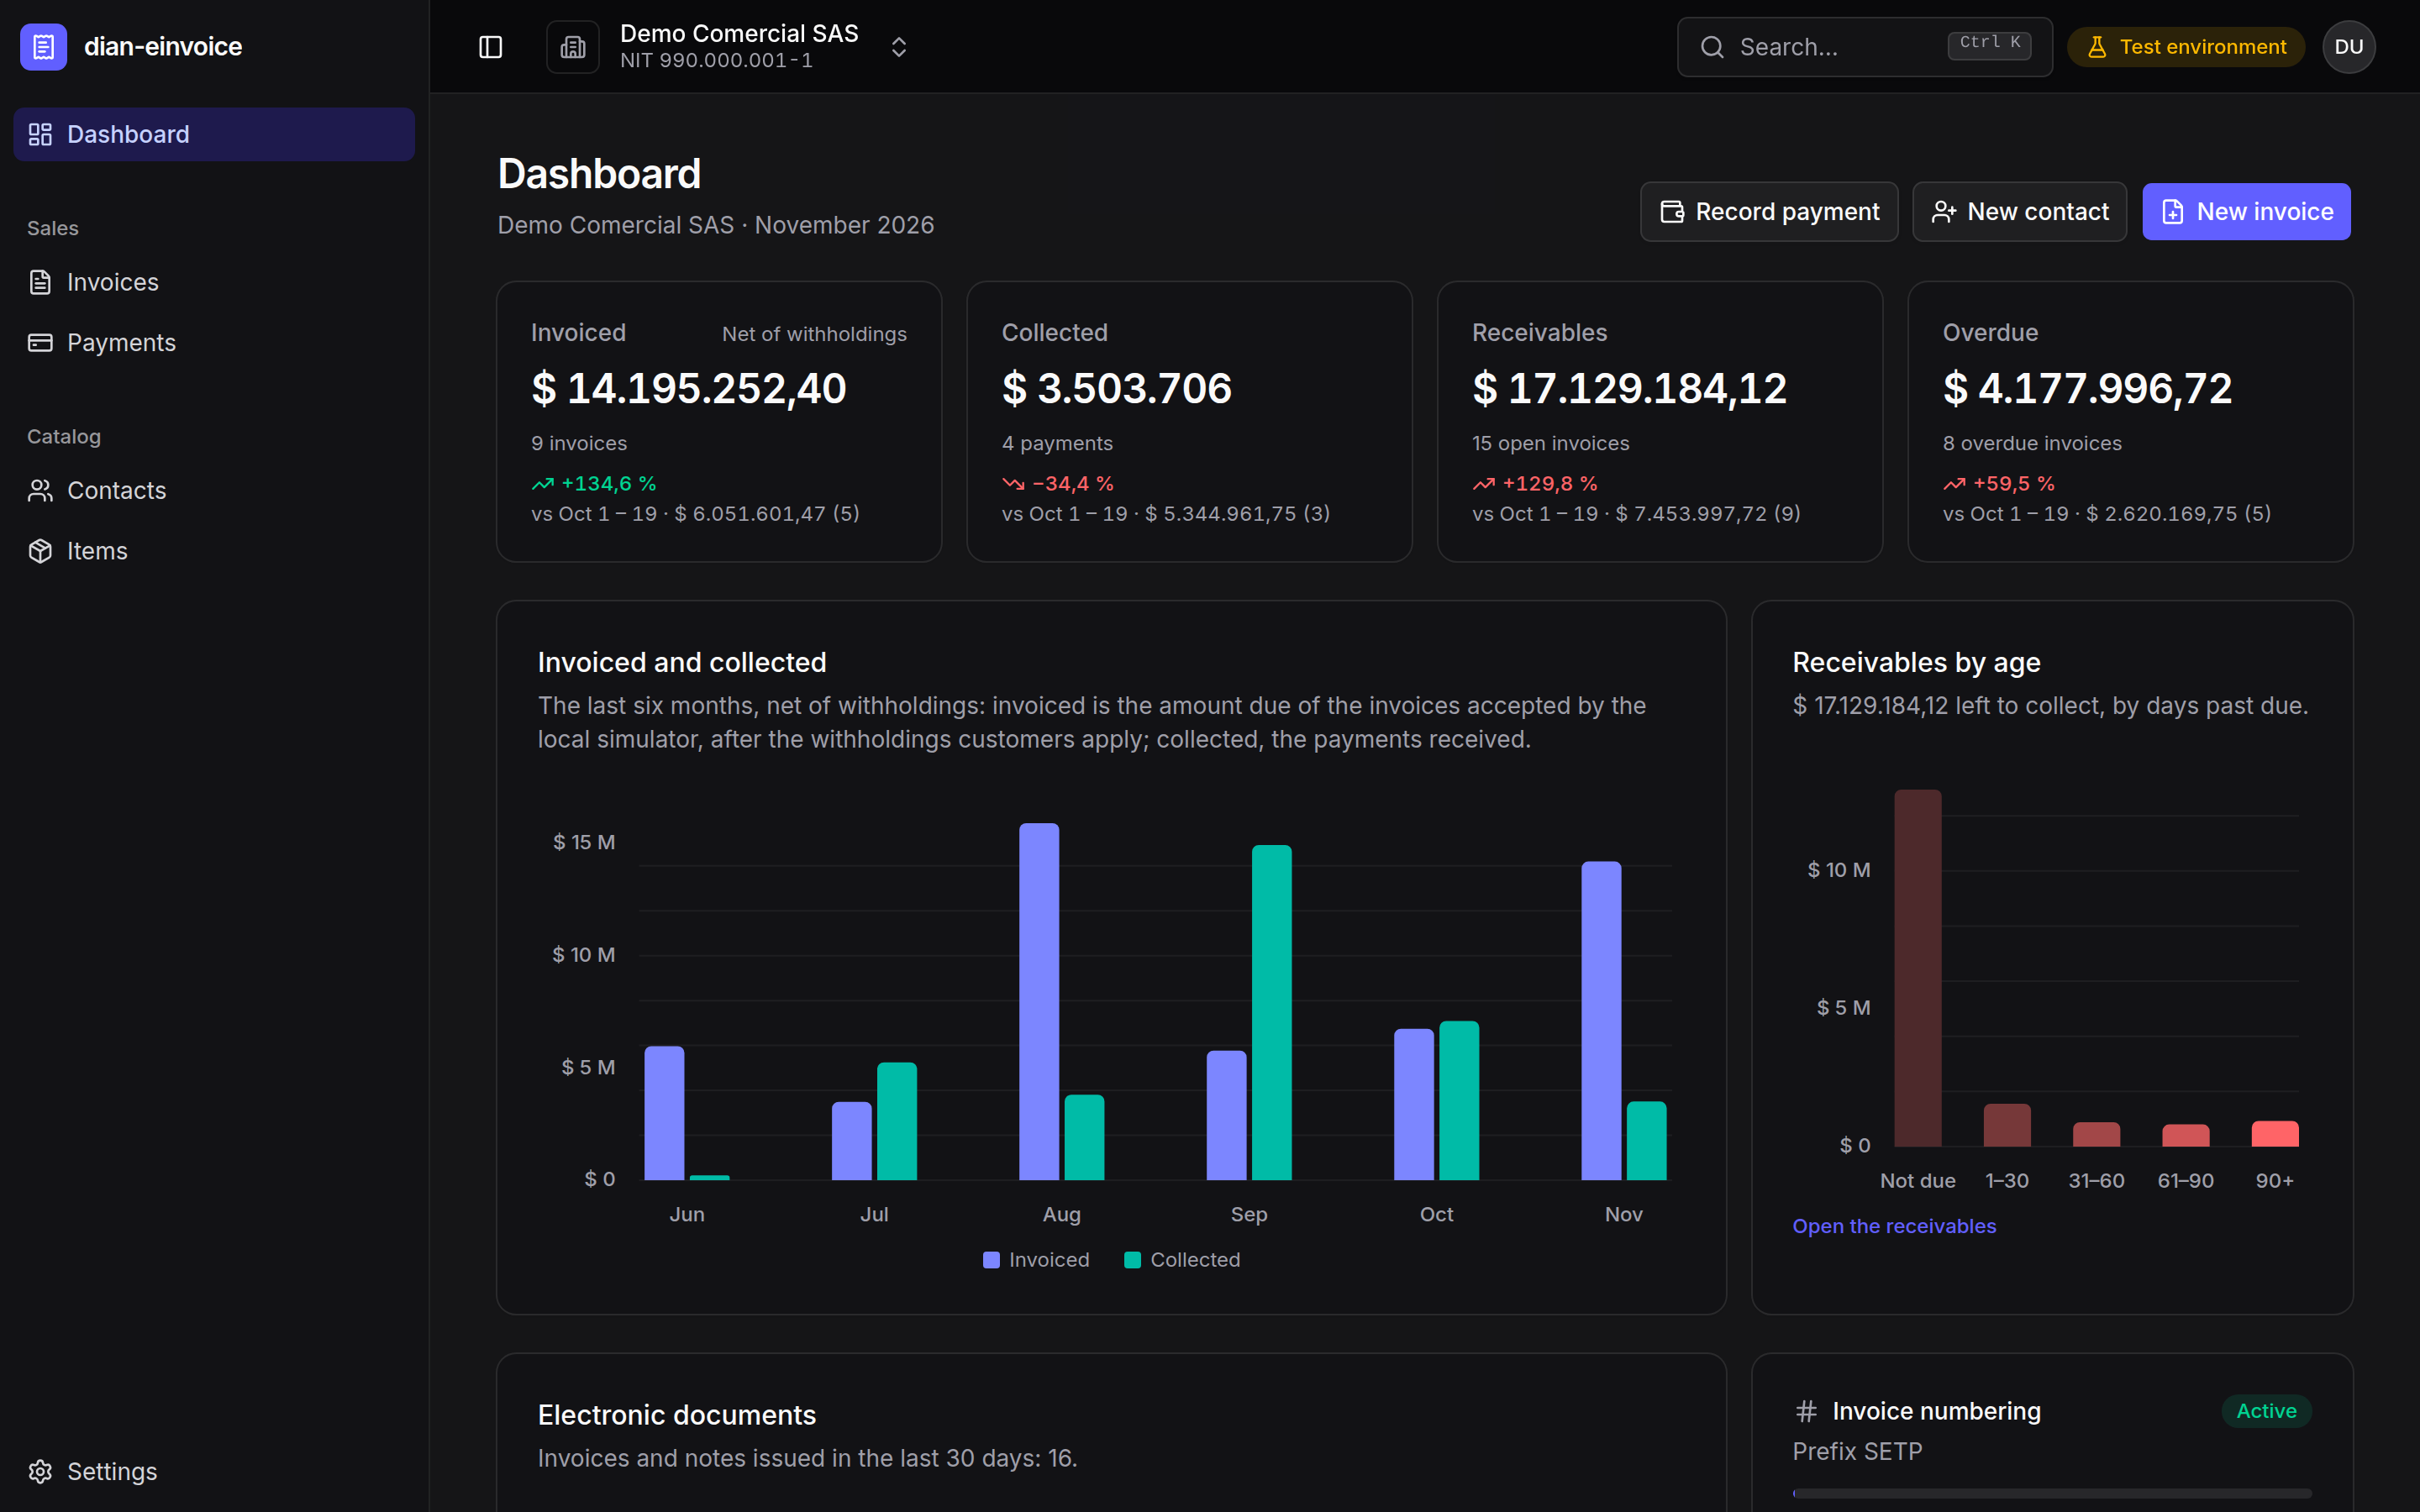 dian-einvoice
Demo Comercial SAS
NIT 990.000.001-1
Search...
Ctrl K
Test environment
DU
Dashboard
Sales
Invoices
Payments
Catalog
Contacts
Items
Settings
Dashboard
Demo Comercial SAS · November 2026
Record payment
New contact
New invoice
Invoiced
Net of withholdings
$ 14.195.252,40
9 invoices
+134,6 %
vs Oct 1 – 19 · $ 6.051.601,47 (5)
Collected
$ 3.503.706
4 payments
−34,4 %
vs Oct 1 – 19 · $ 5.344.961,75 (3)
Receivables
$ 17.129.184,12
15 open invoices
+129,8 %
vs Oct 1 – 19 · $ 7.453.997,72 (9)
Overdue
$ 4.177.996,72
8 overdue invoices
+59,5 %
vs Oct 1 – 19 · $ 2.620.169,75 (5)
Invoiced and collected
The last six months, net of withholdings: invoiced is the amount due of the invoices accepted by the
local simulator, after the withholdings customers apply; collected, the payments received.
$ 15 M
$ 10 M
$ 5 M
$ 0
Jun
Jul
Aug
Sep
Oct
Nov
Invoiced
Collected
Receivables by age
$ 17.129.184,12 left to collect, by days past due.
$ 10 M
$ 5 M
$ 0
Not due
1–30
31–60
61–90
90+
Open the receivables
Electronic documents
Invoices and notes issued in the last 30 days: 16.
Invoice numbering
Active
Prefix SETP